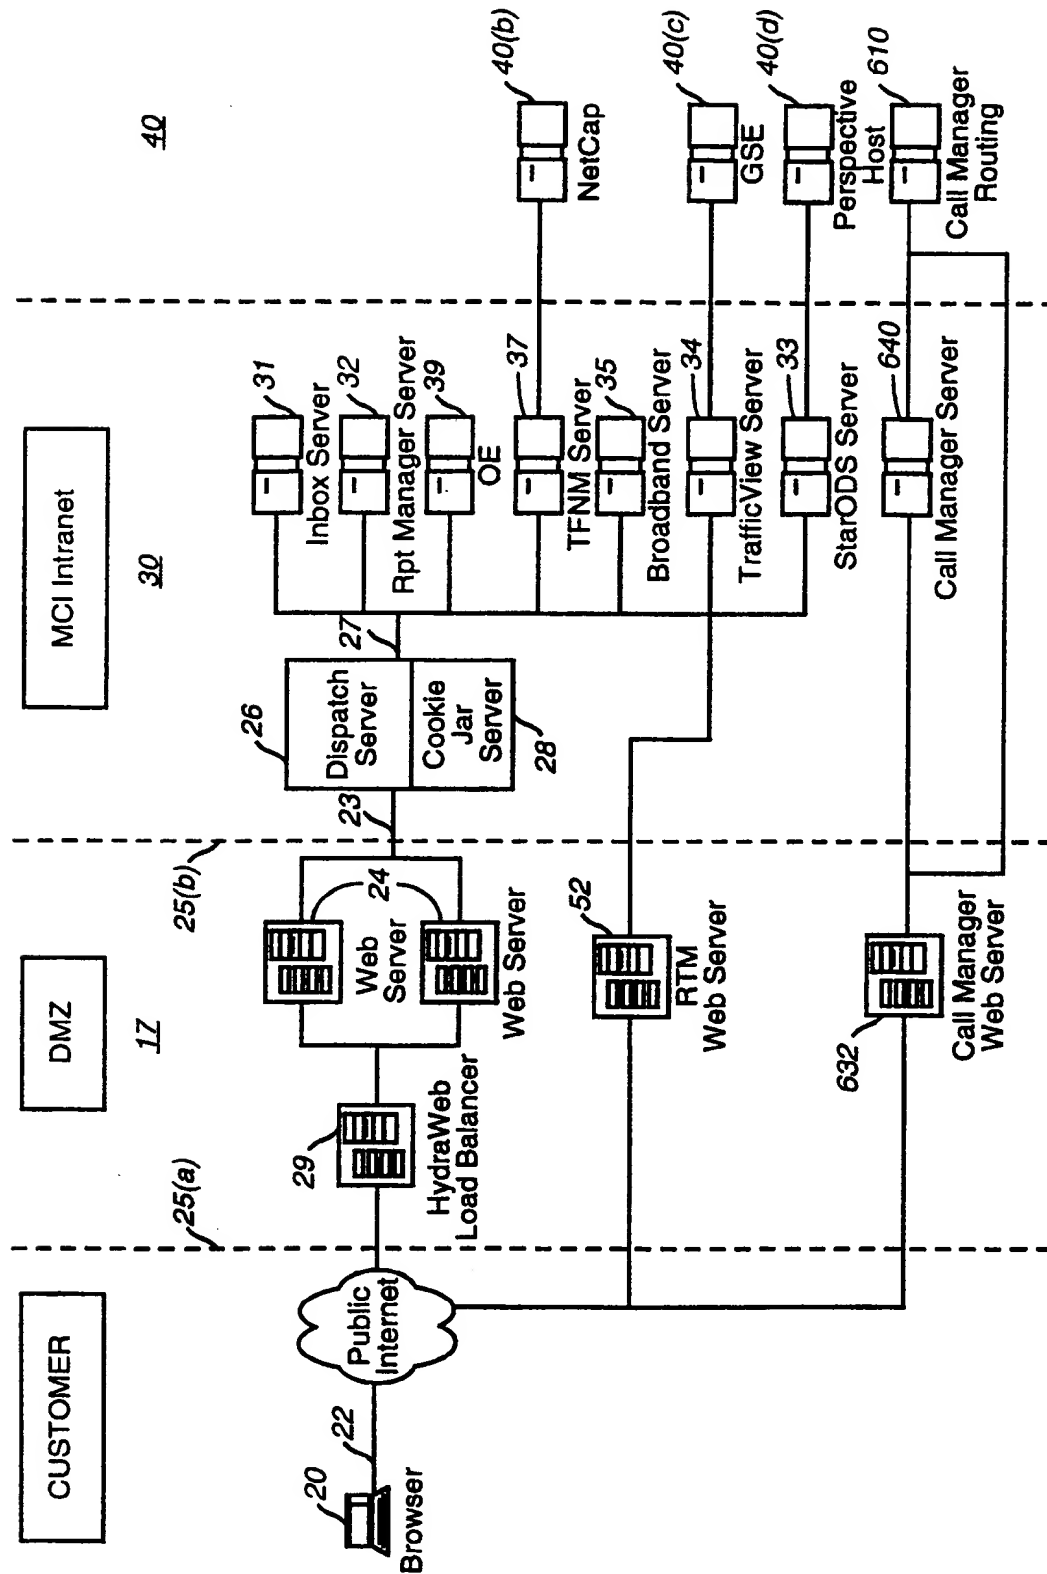 CUSTOMER
DMZ
MCI Intranet
17
30
40
25(a)
25(b)
20
Browser
22
Public
Internet
29
HydraWeb
Load Balancer
24
Web
Server
Web Server
23
26
Dispatch
Server
Cookie
Jar
Server
28
27
31
Inbox Server
32
Rpt Manager Server
39
OE
37
TFNM Server
35
Broadband Server
34
TrafficView Server
33
StarODS Server
40(b)
NetCap
40(c)
GSE
40(d)
Perspective
Host
610
Call Manager
Routing
52
RTM
Web Server
632
Call Manager
Web Server
640
Call Manager Server